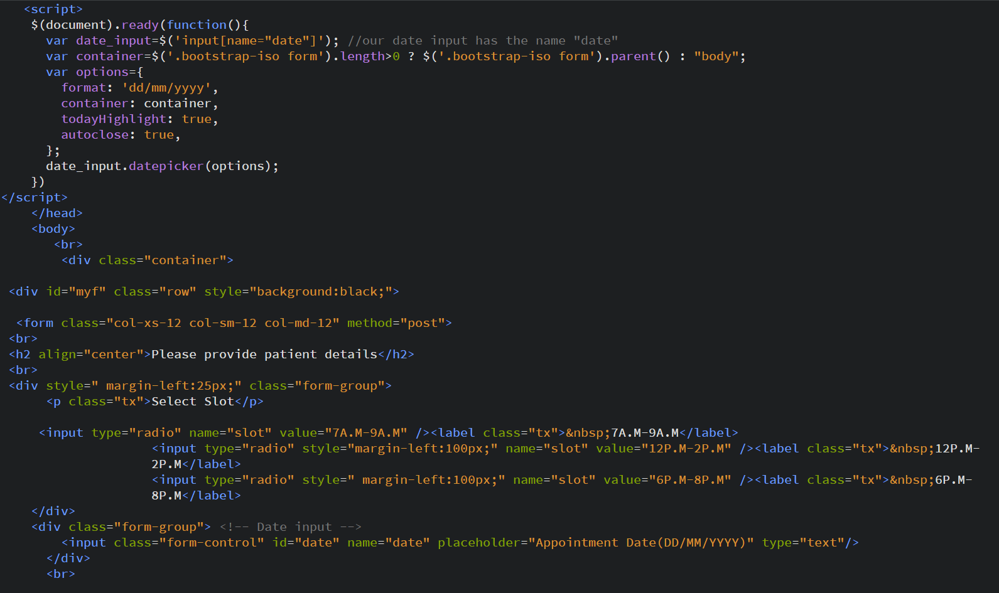 <script>
$(document).ready(function(){
var date_input=$('input[name="date"]'); //our date input has the name "date"
var container=$('.bootstrap-iso form').length>0 ? $('.bootstrap-iso form').parent() : "body";
var options={
format: 'dd/mm/yyyy',
container: container,
todayHighlight: true,
autoclose: true,
};
date_input.datepicker(options);
})
</script>
</head>
<body>
<br>
<div class="container">
<div id="myf" class="row" style="background:black;">
<form class="col-xs-12 col-sm-12 col-md-12" method="post">
<br>
<h2 align="center">Please provide patient details</h2>
<br>
<div style=" margin-left:25px;" class="form-group">
<p class="tx">Select Slot</p>
<input type="radio" name="slot" value="7A.M-9A.M" /><label class="tx">&nbsp;7A.M-9A.M</label>
<input type="radio" style="margin-left:100px;" name="slot" value="12P.M-2P.M" /><label class="tx">&nbsp;12P.M-
2P.M</label>
<input type="radio" style=" margin-left:100px;" name="slot" value="6P.M-8P.M" /><label class="tx">&nbsp;6P.M-
8P.M</label>
</div>
<div class="form-group"> <!-- Date input -->
<input class="form-control" id="date" name="date" placeholder="Appointment Date(DD/MM/YYYY)" type="text"/>
</div>
<br>